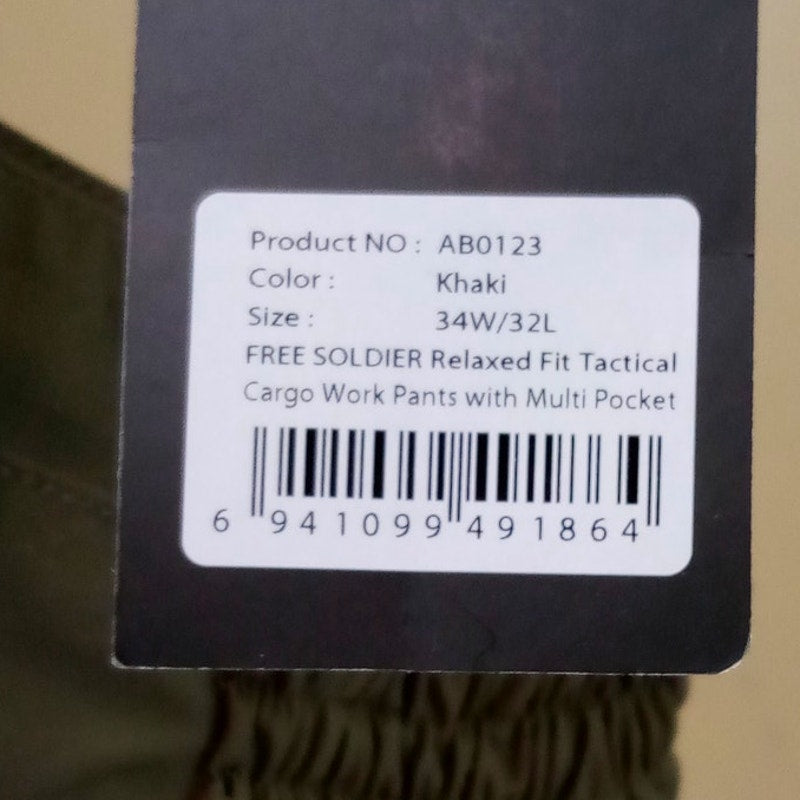 Product NO : AB0123
Color : Khaki
Size : 34W/32L
FREE SOLDIER Relaxed Fit Tactical
Cargo Work Pants with Multi Pocket
6 941099 491864